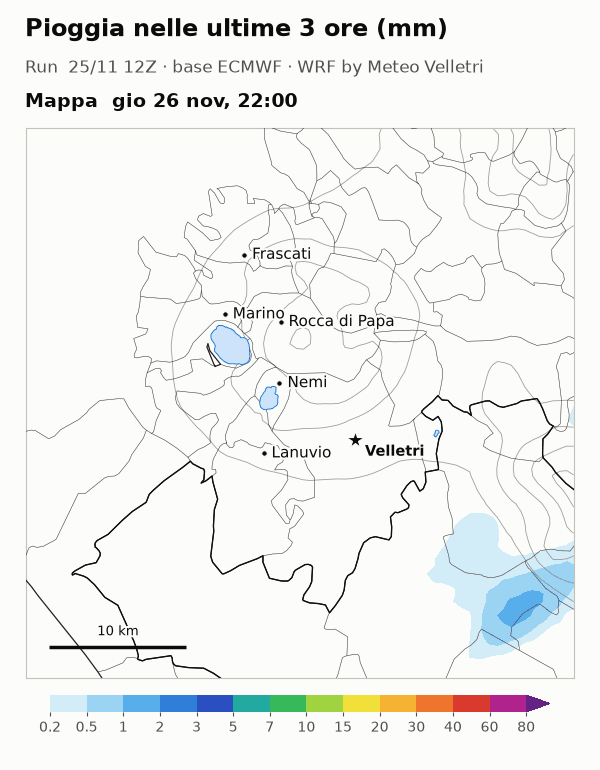 Pioggia nelle ultime 3 ore (mm)
Run  25/11 12Z · base ECMWF · WRF by Meteo Velletri
Mappa  gio 26 nov, 22:00
Frascati
Marino
Rocca di Papa
Nemi
Velletri
Lanuvio
10 km
0.2 0.5 1 2 3 5 7 10 15 20 30 40 60 80